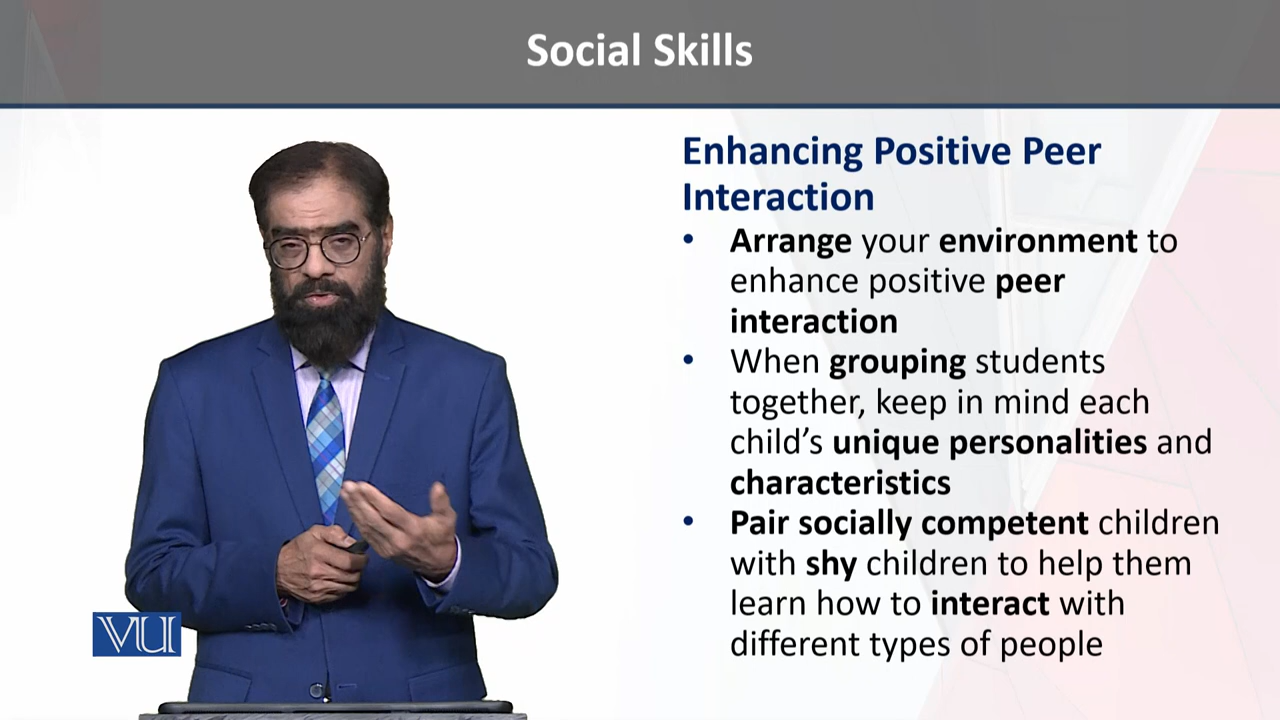 Social Skills
Enhancing Positive Peer
Interaction
• Arrange your environment to
enhance positive peer
interaction
• When grouping students
together, keep in mind each
child’s unique personalities and
characteristics
• Pair socially competent children
with shy children to help them
learn how to interact with
different types of people
VU